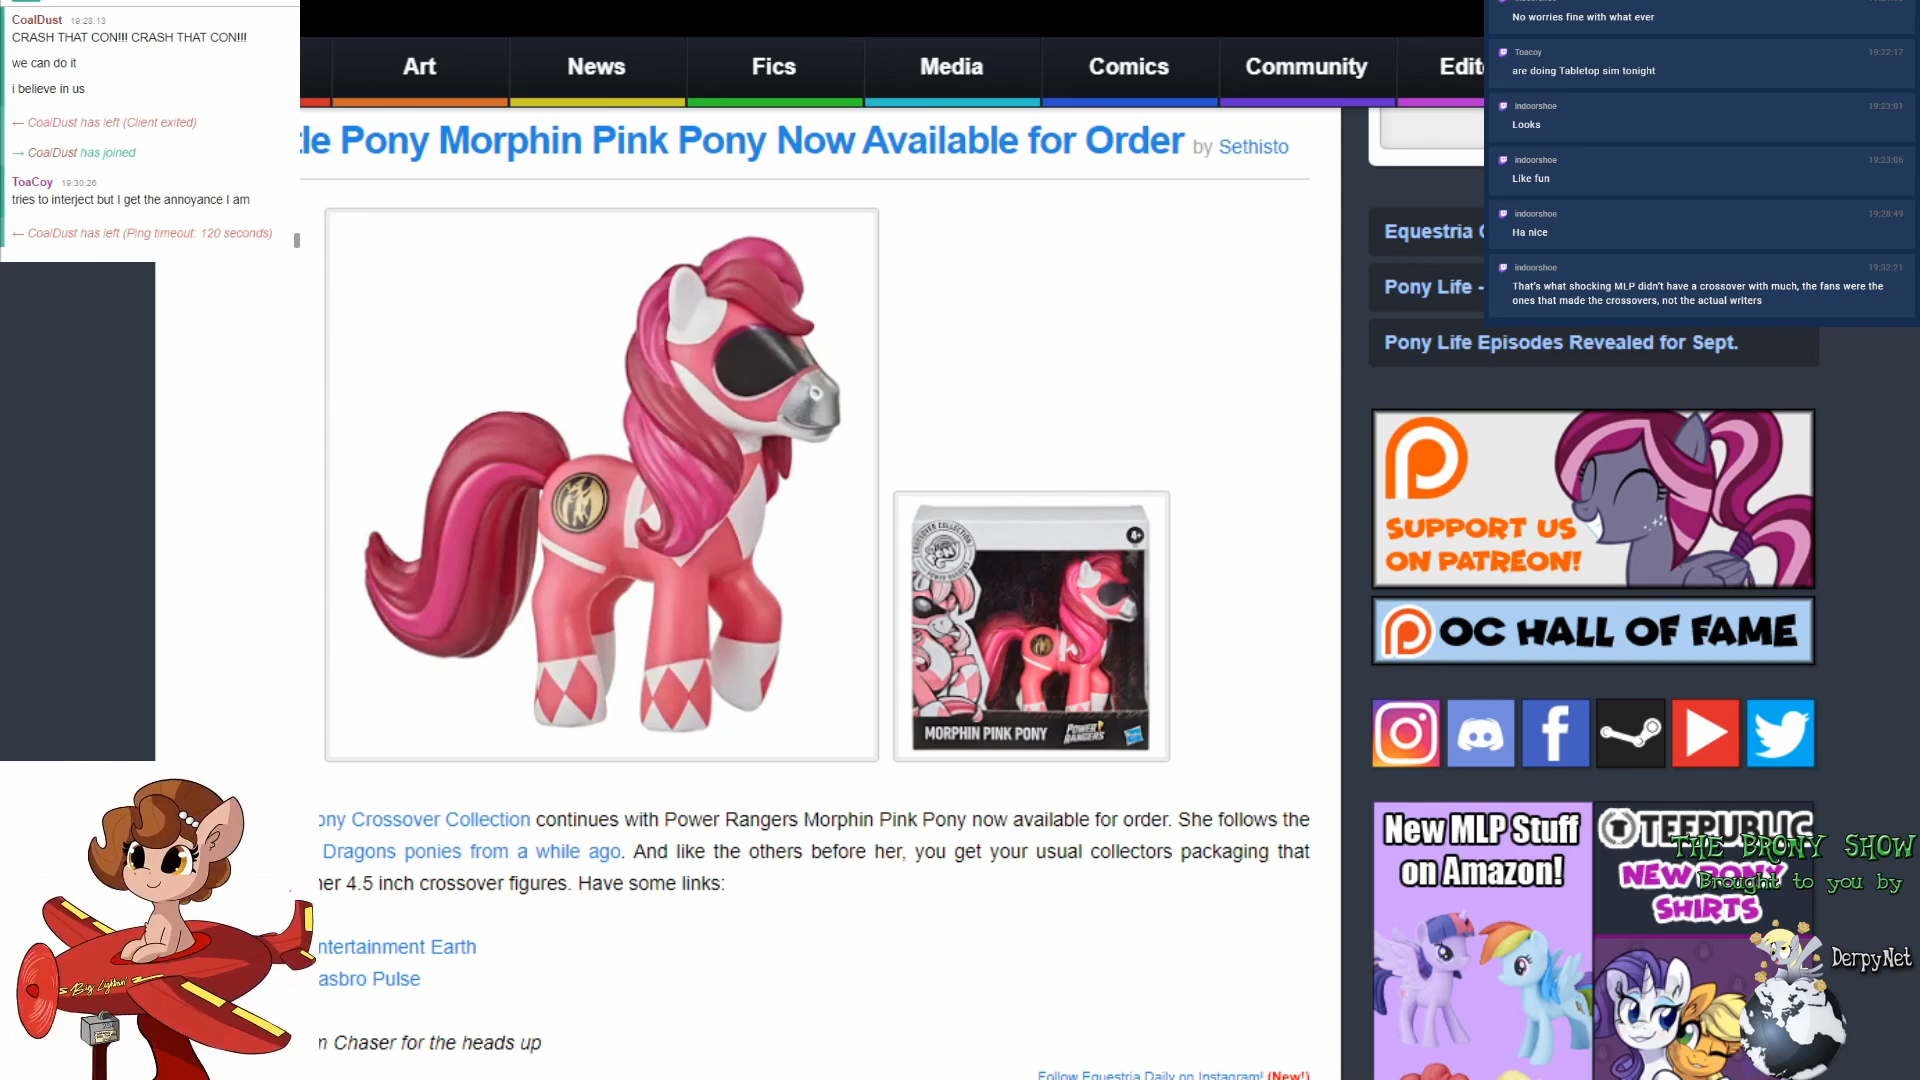 CoalDust 19:28:13
CRASH THAT CON!!! CRASH THAT CON!!!
we can do it
i believe in us
← CoalDust has left (Client exited)
→ CoalDust has joined
ToaCoy 19:30:26
tries to interject but I get the annoyance I am
← CoalDust has left (Ping timeout: 120 seconds)
Art
News
Fics
Media
Comics
Community
Edit
tle Pony Morphin Pink Pony Now Available for Order by Sethisto
4+
MORPHIN PINK PONY
POWER RANGERS
ony Crossover Collection continues with Power Rangers Morphin Pink Pony now available for order. She follows the
Dragons ponies from a while ago. And like the others before her, you get your usual collectors packaging that
her 4.5 inch crossover figures. Have some links:
ntertainment Earth
asbro Pulse
n Chaser for the heads up
Follow Equestria Daily on Instagram! (New!)
No worries fine with what ever
Toacoy 19:22:17
are doing Tabletop sim tonight
indoorshoe 19:23:01
Looks
indoorshoe 19:23:06
Like fun
indoorshoe 19:28:49
Ha nice
indoorshoe 19:32:21
That's what shocking MLP didn't have a crossover with much, the fans were the
ones that made the crossovers, not the actual writers
Equestria
Pony Life -
Pony Life Episodes Revealed for Sept.
SUPPORT US
ON PATREON!
OC HALL OF FAME
New MLP Stuff
on Amazon!
TEEPUBLIC
NEW PONY
SHIRTS
THE BRONY SHOW
Brought to you by
DerpyNet
Big Lightnin'